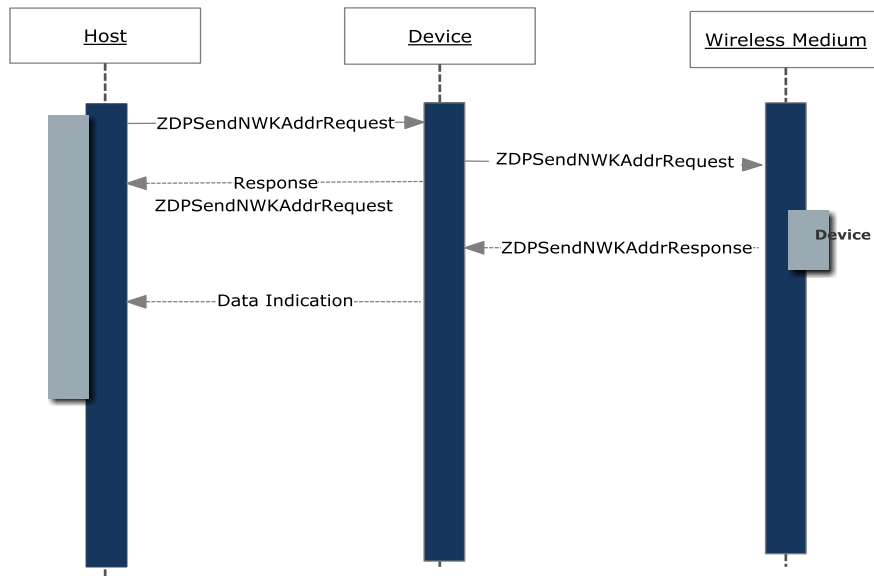 Host
Device
Wireless Medium
ZDPSendNWKAddrRequest
ZDPSendNWKAddrRequest
Response
ZDPSendNWKAddrRequest
Device
ZDPSendNWKAddrResponse
Data Indication